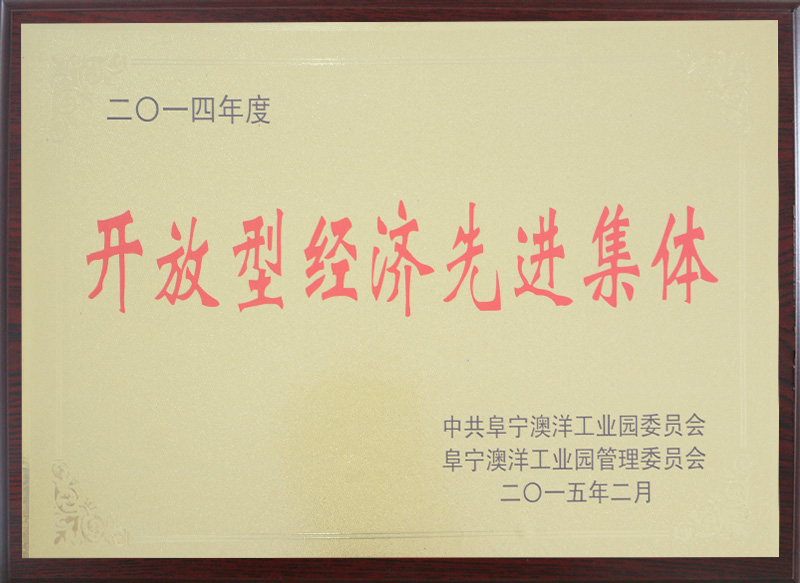 二〇一四年度
开放型经济先进集体
中共阜宁澳洋工业园委员会
阜宁澳洋工业园管理委员会
二〇一五年二月